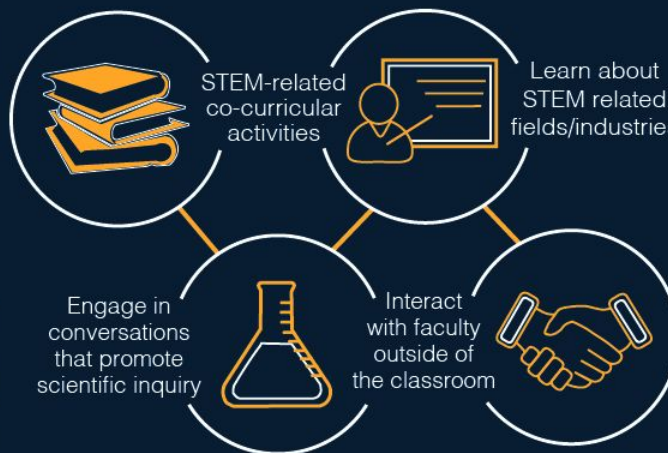 STEM-related
co-curricular
activities
Learn about
STEM related
fields/industrie
Engage in
conversations
that promote
scientific inquiry
Interact
with faculty
outside of
the classroom